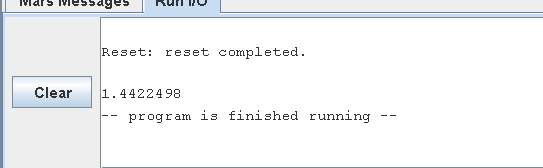 Mars Messages Run I/O
Reset: reset completed.
Clear
1.4422498
-- program is finished running --